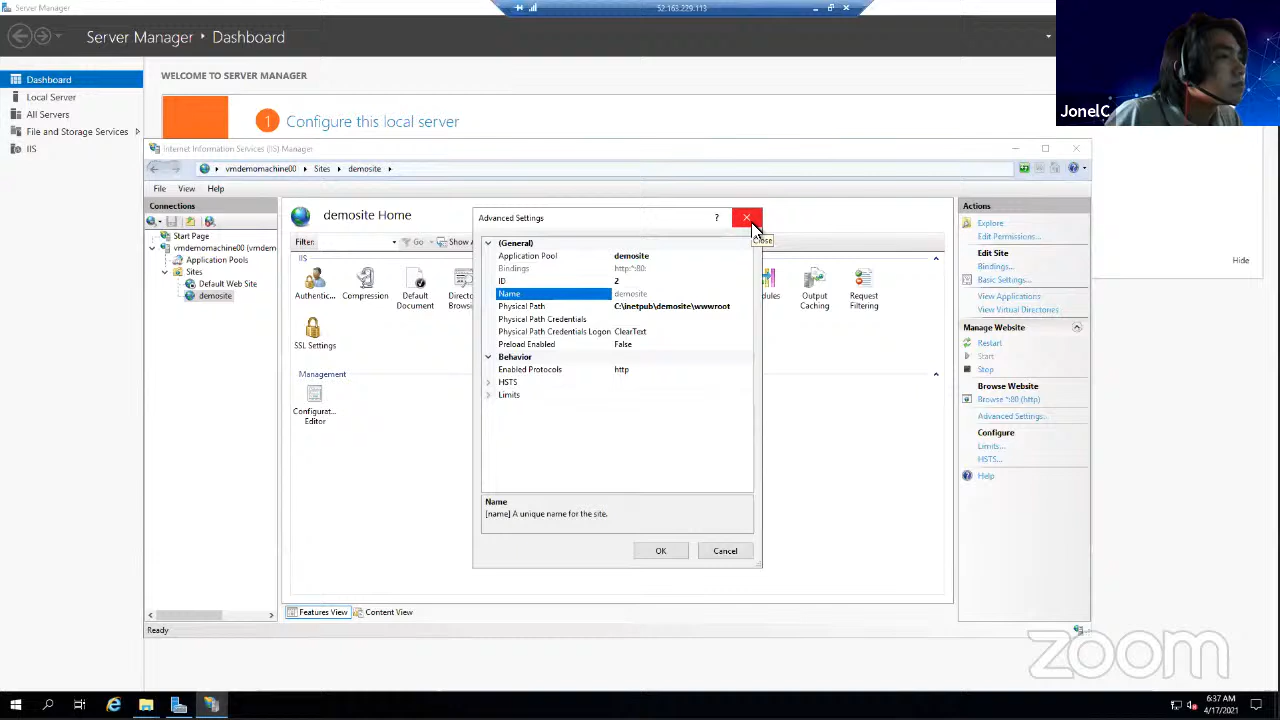 Server Manager
52.163.229.113
Server Manager • Dashboard
JonelC
Dashboard
Local Server
All Servers
File and Storage Services
IIS
WELCOME TO SERVER MANAGER
1 Configure this local server
Hide
Internet Information Services (IIS) Manager
vmdemomachine00
Sites
demosite
File
View
Help
Connections
Start Page
vmdemomachine00 (vmdem
Application Pools
Sites
Default Web Site
demosite
demosite Home
Filter:
Go
Show A
IIS
Authentic...
Compression
Default
Document
Directo
Browsi
dules
Output
Caching
Request
Filtering
SSL Settings
Management
Configurat...
Editor
Advanced Settings
?
Close
(General)
Application Pool demosite
Bindings http:*:80:
ID 2
Name demosite
Physical Path C:\inetpub\demosite\wwwroot
Physical Path Credentials
Physical Path Credentials Logon ClearText
Preload Enabled False
Behavior
Enabled Protocols http
HSTS
Limits
Name
[name] A unique name for the site.
OK
Cancel
Features View
Content View
Ready
Actions
Explore
Edit Permissions...
Edit Site
Bindings...
Basic Settings...
View Applications
View Virtual Directories
Manage Website
Restart
Start
Stop
Browse Website
Browse *:80 (http)
Advanced Settings...
Configure
Limits...
HSTS...
Help
zoom
6:37 AM
4/17/2021